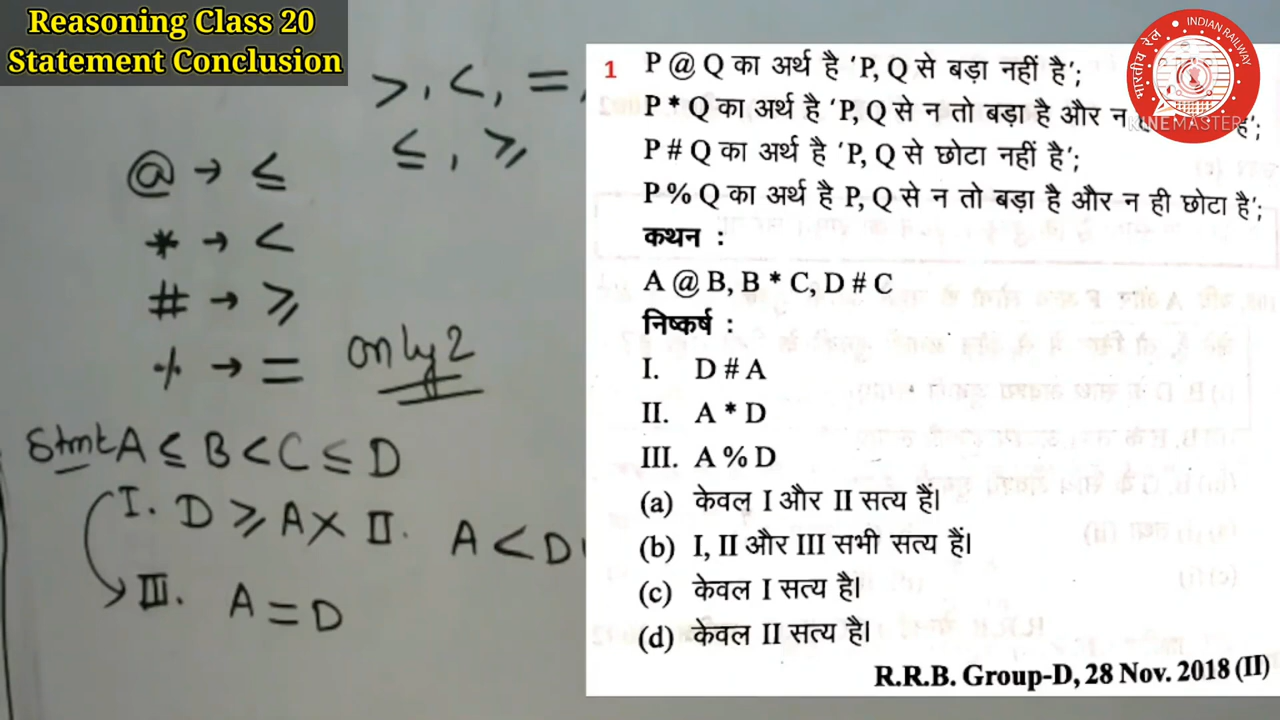 Reasoning Class 20
Statement Conclusion
>, <, =,
≤, ≥,
@ → ≤
* → <
# → ≥
% → = only 2
Stmt A ≤ B < C ≤ D
I. D ≥ A × II. A < D
III. A = D
भारतीय रेल INDIAN RAILWAY
KINEMASTER
1 P @ Q का अर्थ है ‘P, Q से बड़ा नहीं है’;
P * Q का अर्थ है ‘P, Q से न तो बड़ा है और न है’;
P # Q का अर्थ है ‘P, Q से छोटा नहीं है’;
P % Q का अर्थ है P, Q से न तो बड़ा है और न ही छोटा है’;
कथन :
A @ B, B * C, D # C
निष्कर्ष :
I. D # A
II. A * D
III. A % D
(a) केवल I और II सत्य हैं।
(b) I, II और III सभी सत्य हैं।
(c) केवल I सत्य है।
(d) केवल II सत्य है।
R.R.B. Group-D, 28 Nov. 2018 (II)